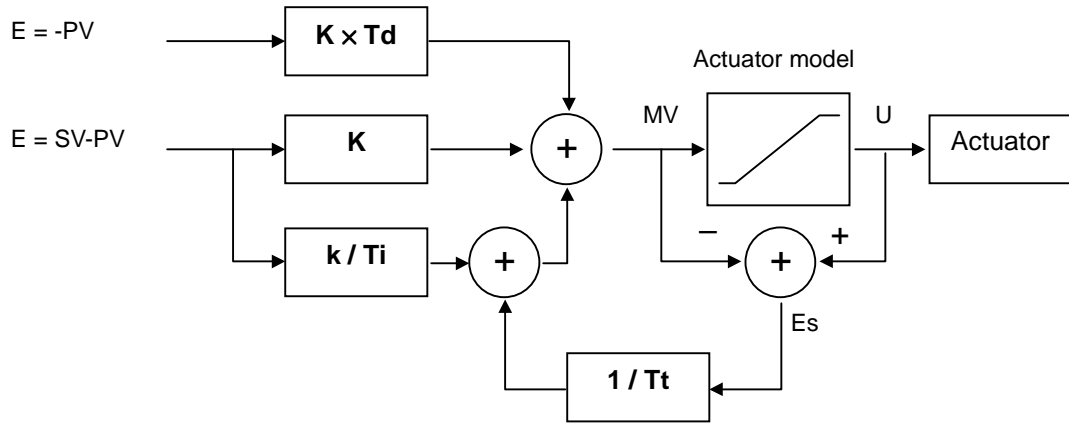 E = -PV
K × Td
Actuator model
E = SV-PV
K
+
MV
U
Actuator
k / Ti
+
−
+
+
Es
1 / Tt